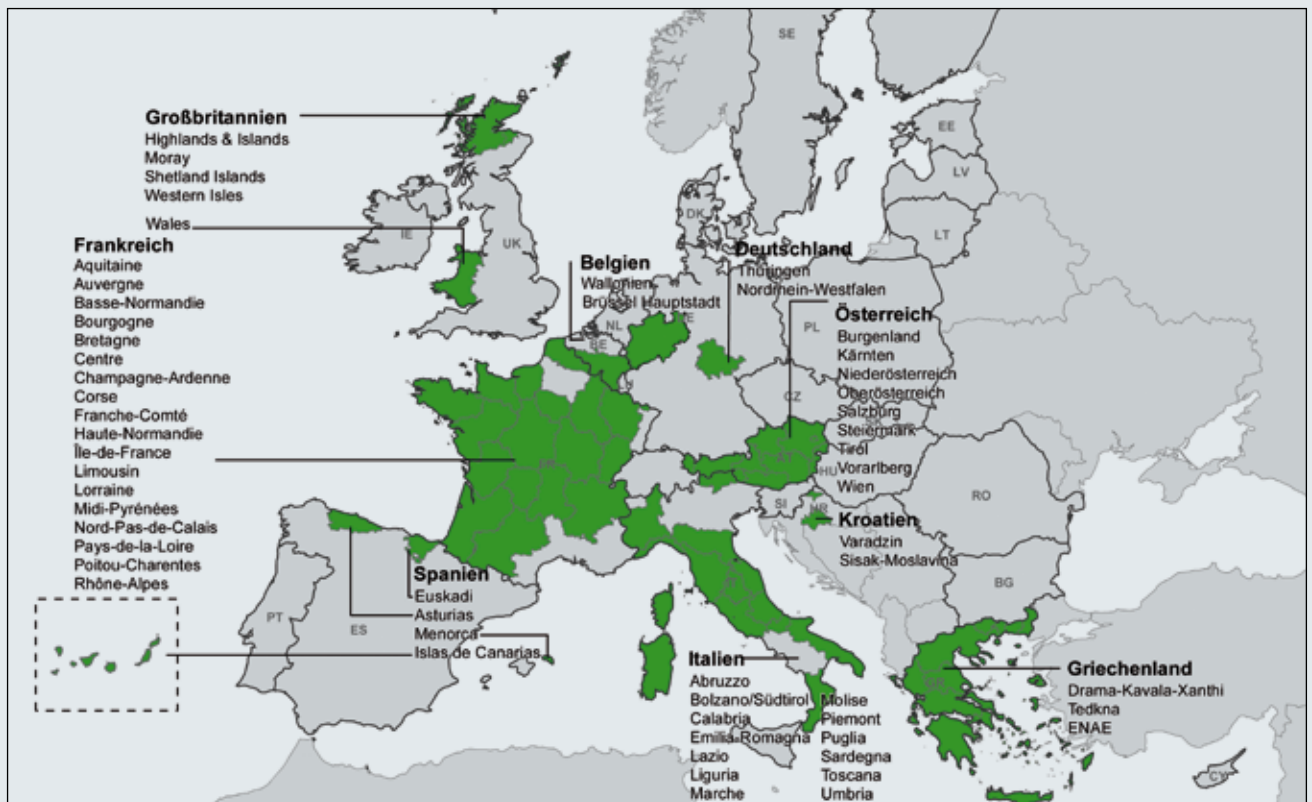 Großbritannien
Highlands & Islands
Moray
Shetland Islands
Western Isles
Wales
Frankreich
Aquitaine
Auvergne
Basse-Normandie
Bourgogne
Bretagne
Centre
Champagne-Ardenne
Corse
Franche-Comté
Haute-Normandie
Île-de-France
Limousin
Lorraine
Midi-Pyrénées
Nord-Pas-de-Calais
Pays-de-la-Loire
Poitou-Charentes
Rhône-Alpes
Belgien
Wallonien
Brüssel Hauptstadt
Deutschland
Thüringen
Nordrhein-Westfalen
Österreich
Burgenland
Kärnten
Niederösterreich
Oberösterreich
Salzburg
Steiermark
Tirol
Vorarlberg
Wien
Kroatien
Varadzin
Sisak-Moslavina
Spanien
Euskadi
Asturias
Menorca
Islas de Canarias
Italien
Abruzzo
Bolzano/Südtirol
Calabria
Emilia-Romagna
Lazio
Liguria
Marche
Molise
Piemont
Puglia
Sardegna
Toscana
Umbria
Griechenland
Drama-Kavala-Xanthi
Tedkna
ENAE
SE
EE
LV
LT
DK
IE
UK
NL
BE
PL
CZ
FR
AT
HU
SI
HR
RO
BG
PT
ES
GR
CY